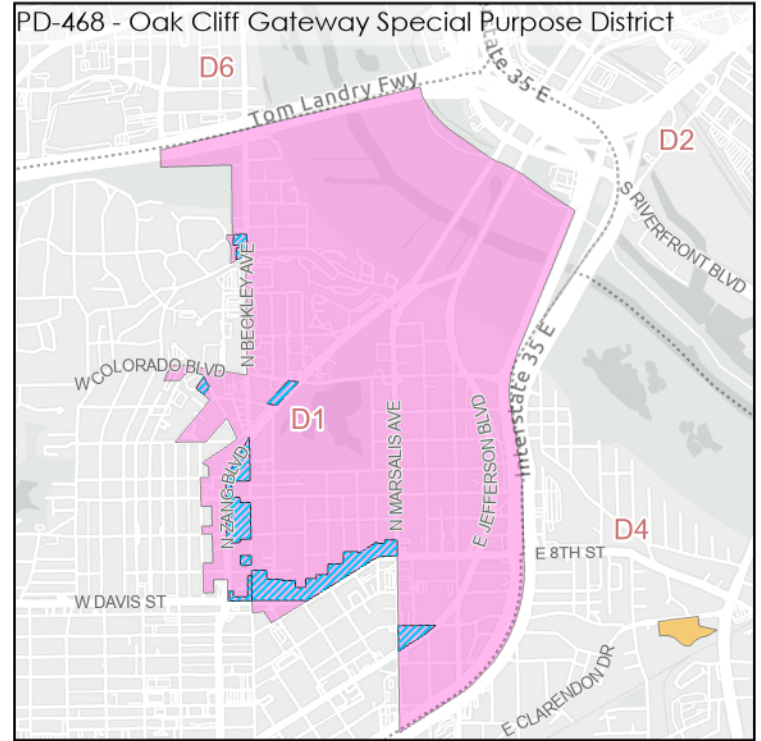 PD-468 - Oak Cliff Gateway Special Purpose District
D6
state 35 E
Tom Landry Fwy
D2
S RIVERFRONT BLVD
N BECKLEY AVE
Interstate 35 E
W COLORADO BLVD
D1
N MARSALIS AVE
E JEFFERSON BLVD
N ZANG BLVD
D4
E 8TH ST
W DAVIS ST
E CLARENDON DR